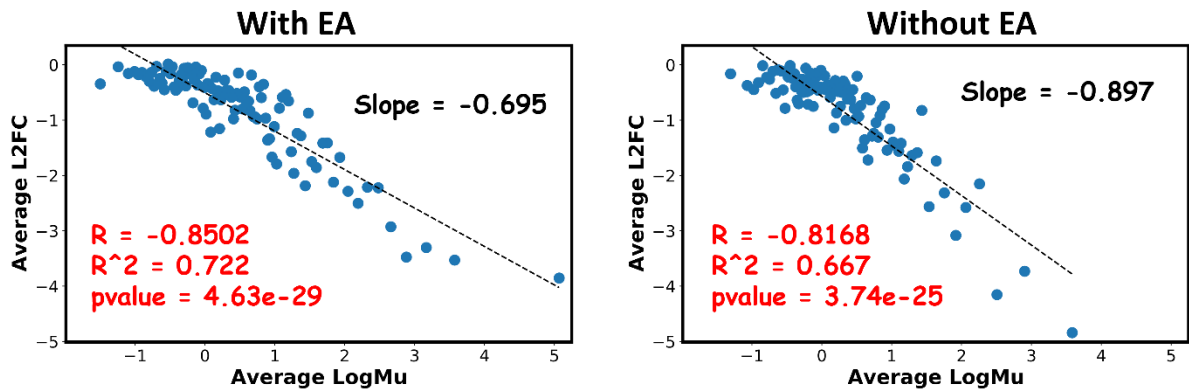 With EA
Average L2FC
0
−1
−2
−3
−4
−5
Slope = -0.695
R = -0.8502
R^2 = 0.722
pvalue = 4.63e-29
−1 0 1 2 3 4 5
Average LogMu
Without EA
Average L2FC
0
−1
−2
−3
−4
−5
Slope = -0.897
R = -0.8168
R^2 = 0.667
pvalue = 3.74e-25
−1 0 1 2 3 4 5
Average LogMu